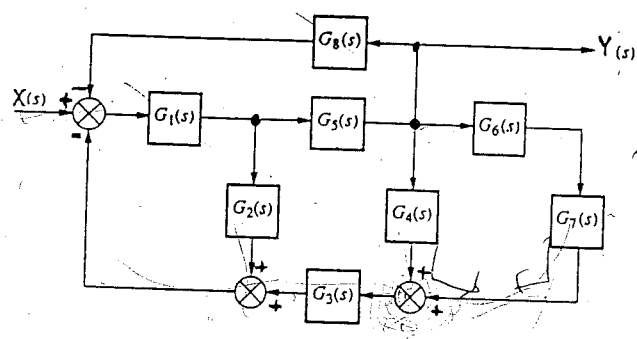 G8(s)
Y(s)
X(s)
+
-
-
G1(s)
G5(s)
G6(s)
G2(s)
G4(s)
G7(s)
+
+
+
G3(s)
+